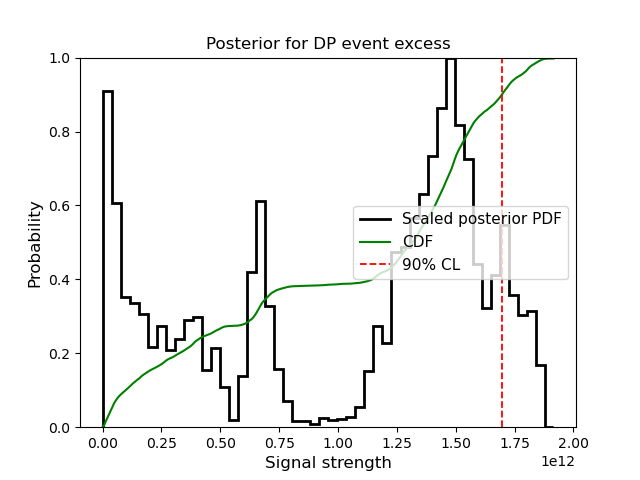 Posterior for DP event excess
Probability
1.0
0.8
0.6
0.4
0.2
0.0
Scaled posterior PDF
CDF
90% CL
0.00 0.25 0.50 0.75 1.00 1.25 1.50 1.75 2.00
1e12
Signal strength